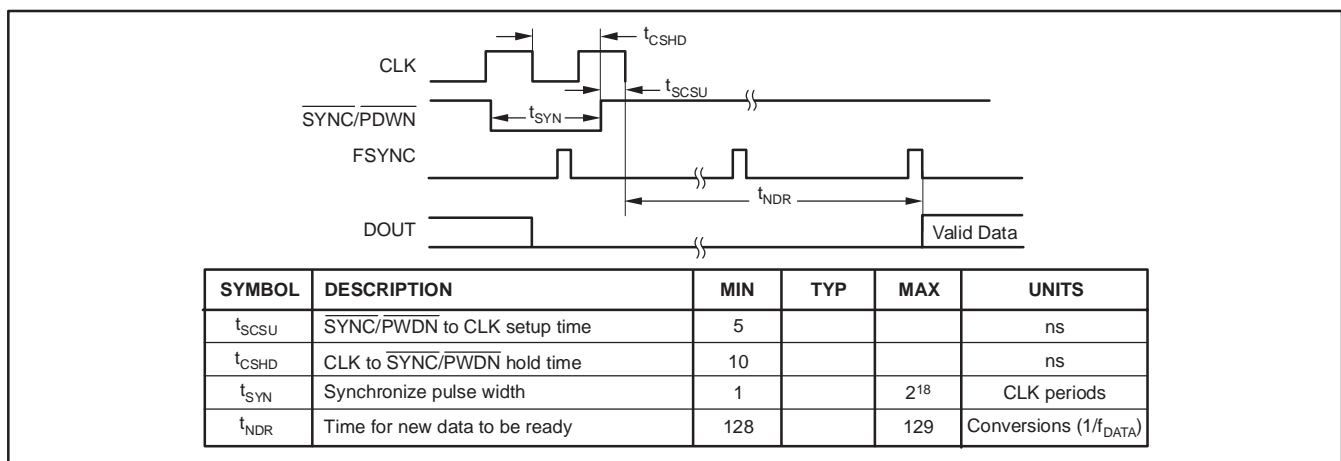 t_CSHD
CLK
t_SCSU
SYNC/PDWN
t_SYN
FSYNC
t_NDR
DOUT
Valid Data
SYMBOL DESCRIPTION MIN TYP MAX UNITS
t_SCSU SYNC/PWDN to CLK setup time 5 ns
t_CSHD CLK to SYNC/PWDN hold time 10 ns
t_SYN Synchronize pulse width 1 2^18 CLK periods
t_NDR Time for new data to be ready 128 129 Conversions (1/f_DATA)